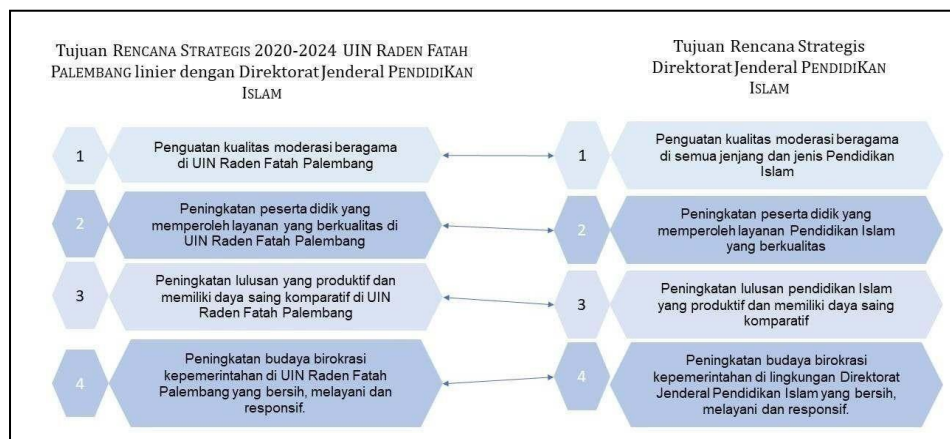 Tujuan RENCANA STRATEGIS 2020-2024 UIN RADEN FATAH
PALEMBANG linier dengan Direktorat Jenderal PENDIDIKAN
ISLAM
1
Penguatan kualitas moderasi beragama
di UIN Raden Fatah Palembang
2
Peningkatan peserta didik yang
memperoleh layanan yang berkualitas di
UIN Raden Fatah Palembang
3
Peningkatan lulusan yang produktif dan
memiliki daya saing komparatif di UIN
Raden Fatah Palembang
4
Peningkatan budaya birokrasi
kepemerintahan di UIN Raden Fatah
Palembang yang bersih, melayani dan
responsif.
Tujuan Rencana Strategis
Direktorat Jenderal PENDIDIKAN
ISLAM
1
Penguatan kualitas moderasi beragama
di semua jenjang dan jenis Pendidikan
Islam
2
Peningkatan peserta didik yang
memperoleh layanan Pendidikan Islam
yang berkualitas
3
Peningkatan lulusan pendidikan Islam
yang produktif dan memiliki daya saing
komparatif
4
Peningkatan budaya birokrasi
kepemerintahan di lingkungan Direktorat
Jenderal Pendidikan Islam yang bersih,
melayani dan responsif.